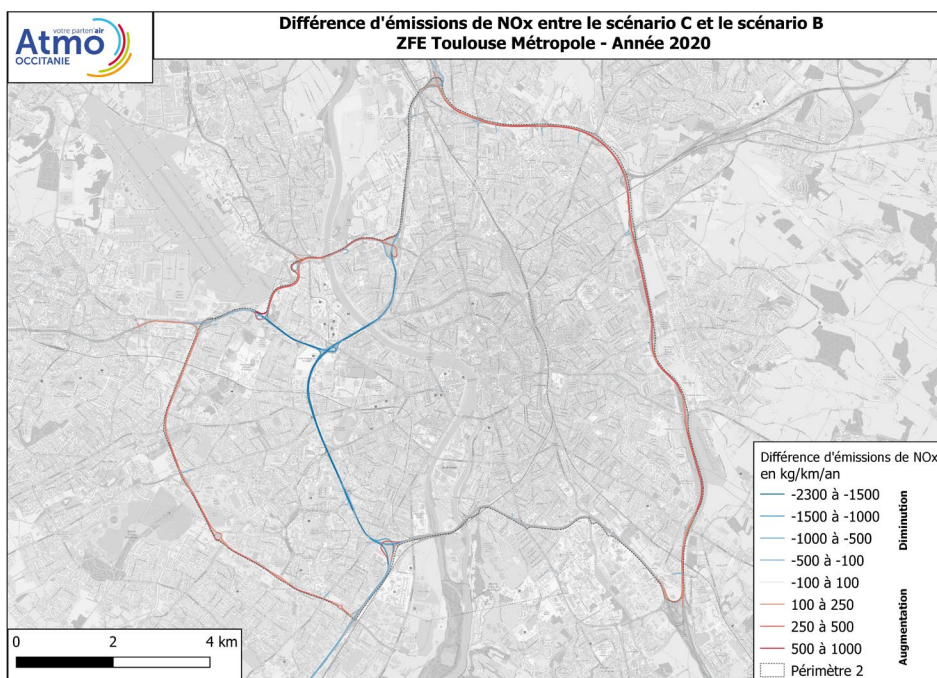 votre parten'air
Atmo
OCCITANIE
Différence d'émissions de NOx entre le scénario C et le scénario B
ZFE Toulouse Métropole - Année 2020
Différence d'émissions de NOx
en kg/km/an
-2300 à -1500
-1500 à -1000
-1000 à -500
-500 à -100
-100 à 100
100 à 250
250 à 500
500 à 1000
Périmètre 2
Diminution
Augmentation
0 2 4 km